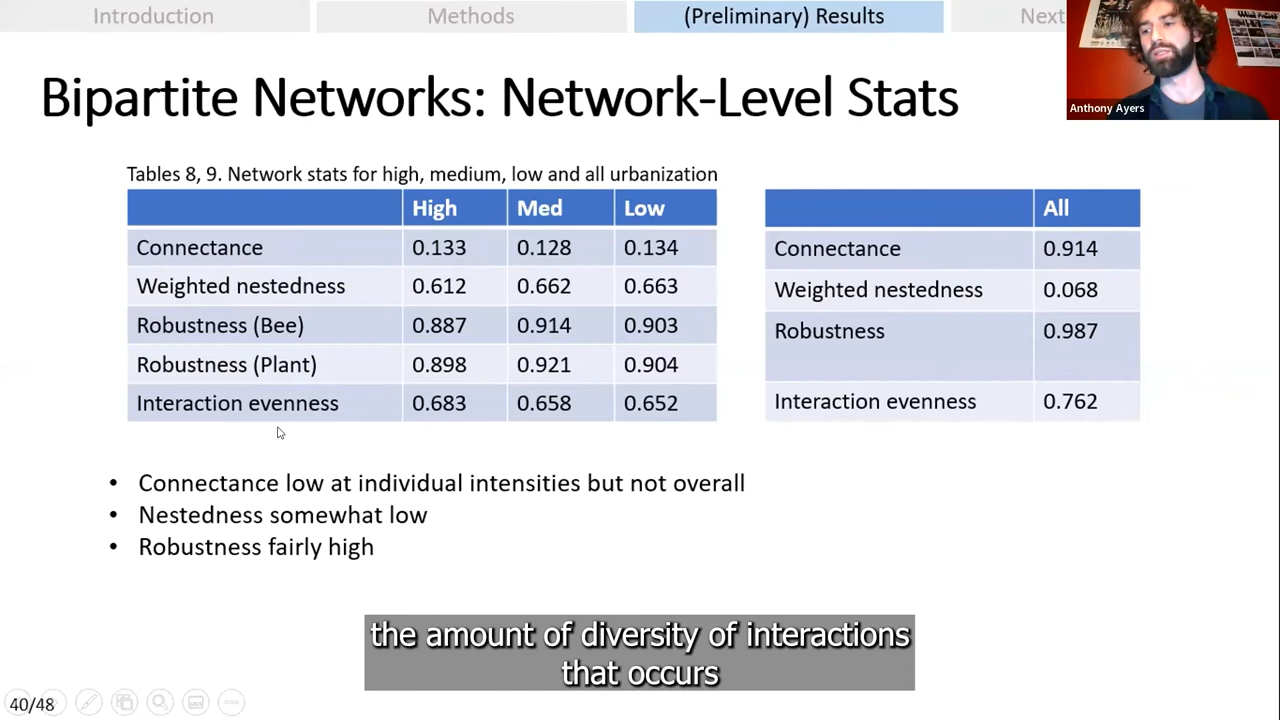 Introduction
Methods
(Preliminary) Results
Next
Anthony Ayers
Bipartite Networks: Network-Level Stats
Tables 8, 9. Network stats for high, medium, low and all urbanization
High Med Low
Connectance 0.133 0.128 0.134
Weighted nestedness 0.612 0.662 0.663
Robustness (Bee) 0.887 0.914 0.903
Robustness (Plant) 0.898 0.921 0.904
Interaction evenness 0.683 0.658 0.652
All
Connectance 0.914
Weighted nestedness 0.068
Robustness 0.987
Interaction evenness 0.762
• Connectance low at individual intensities but not overall
• Nestedness somewhat low
• Robustness fairly high
the amount of diversity of interactions
that occurs
40/48